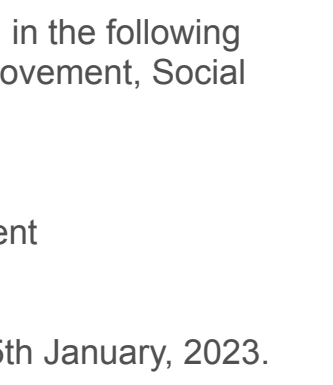 in the following
ovement, Social
ent
5th January, 2023.